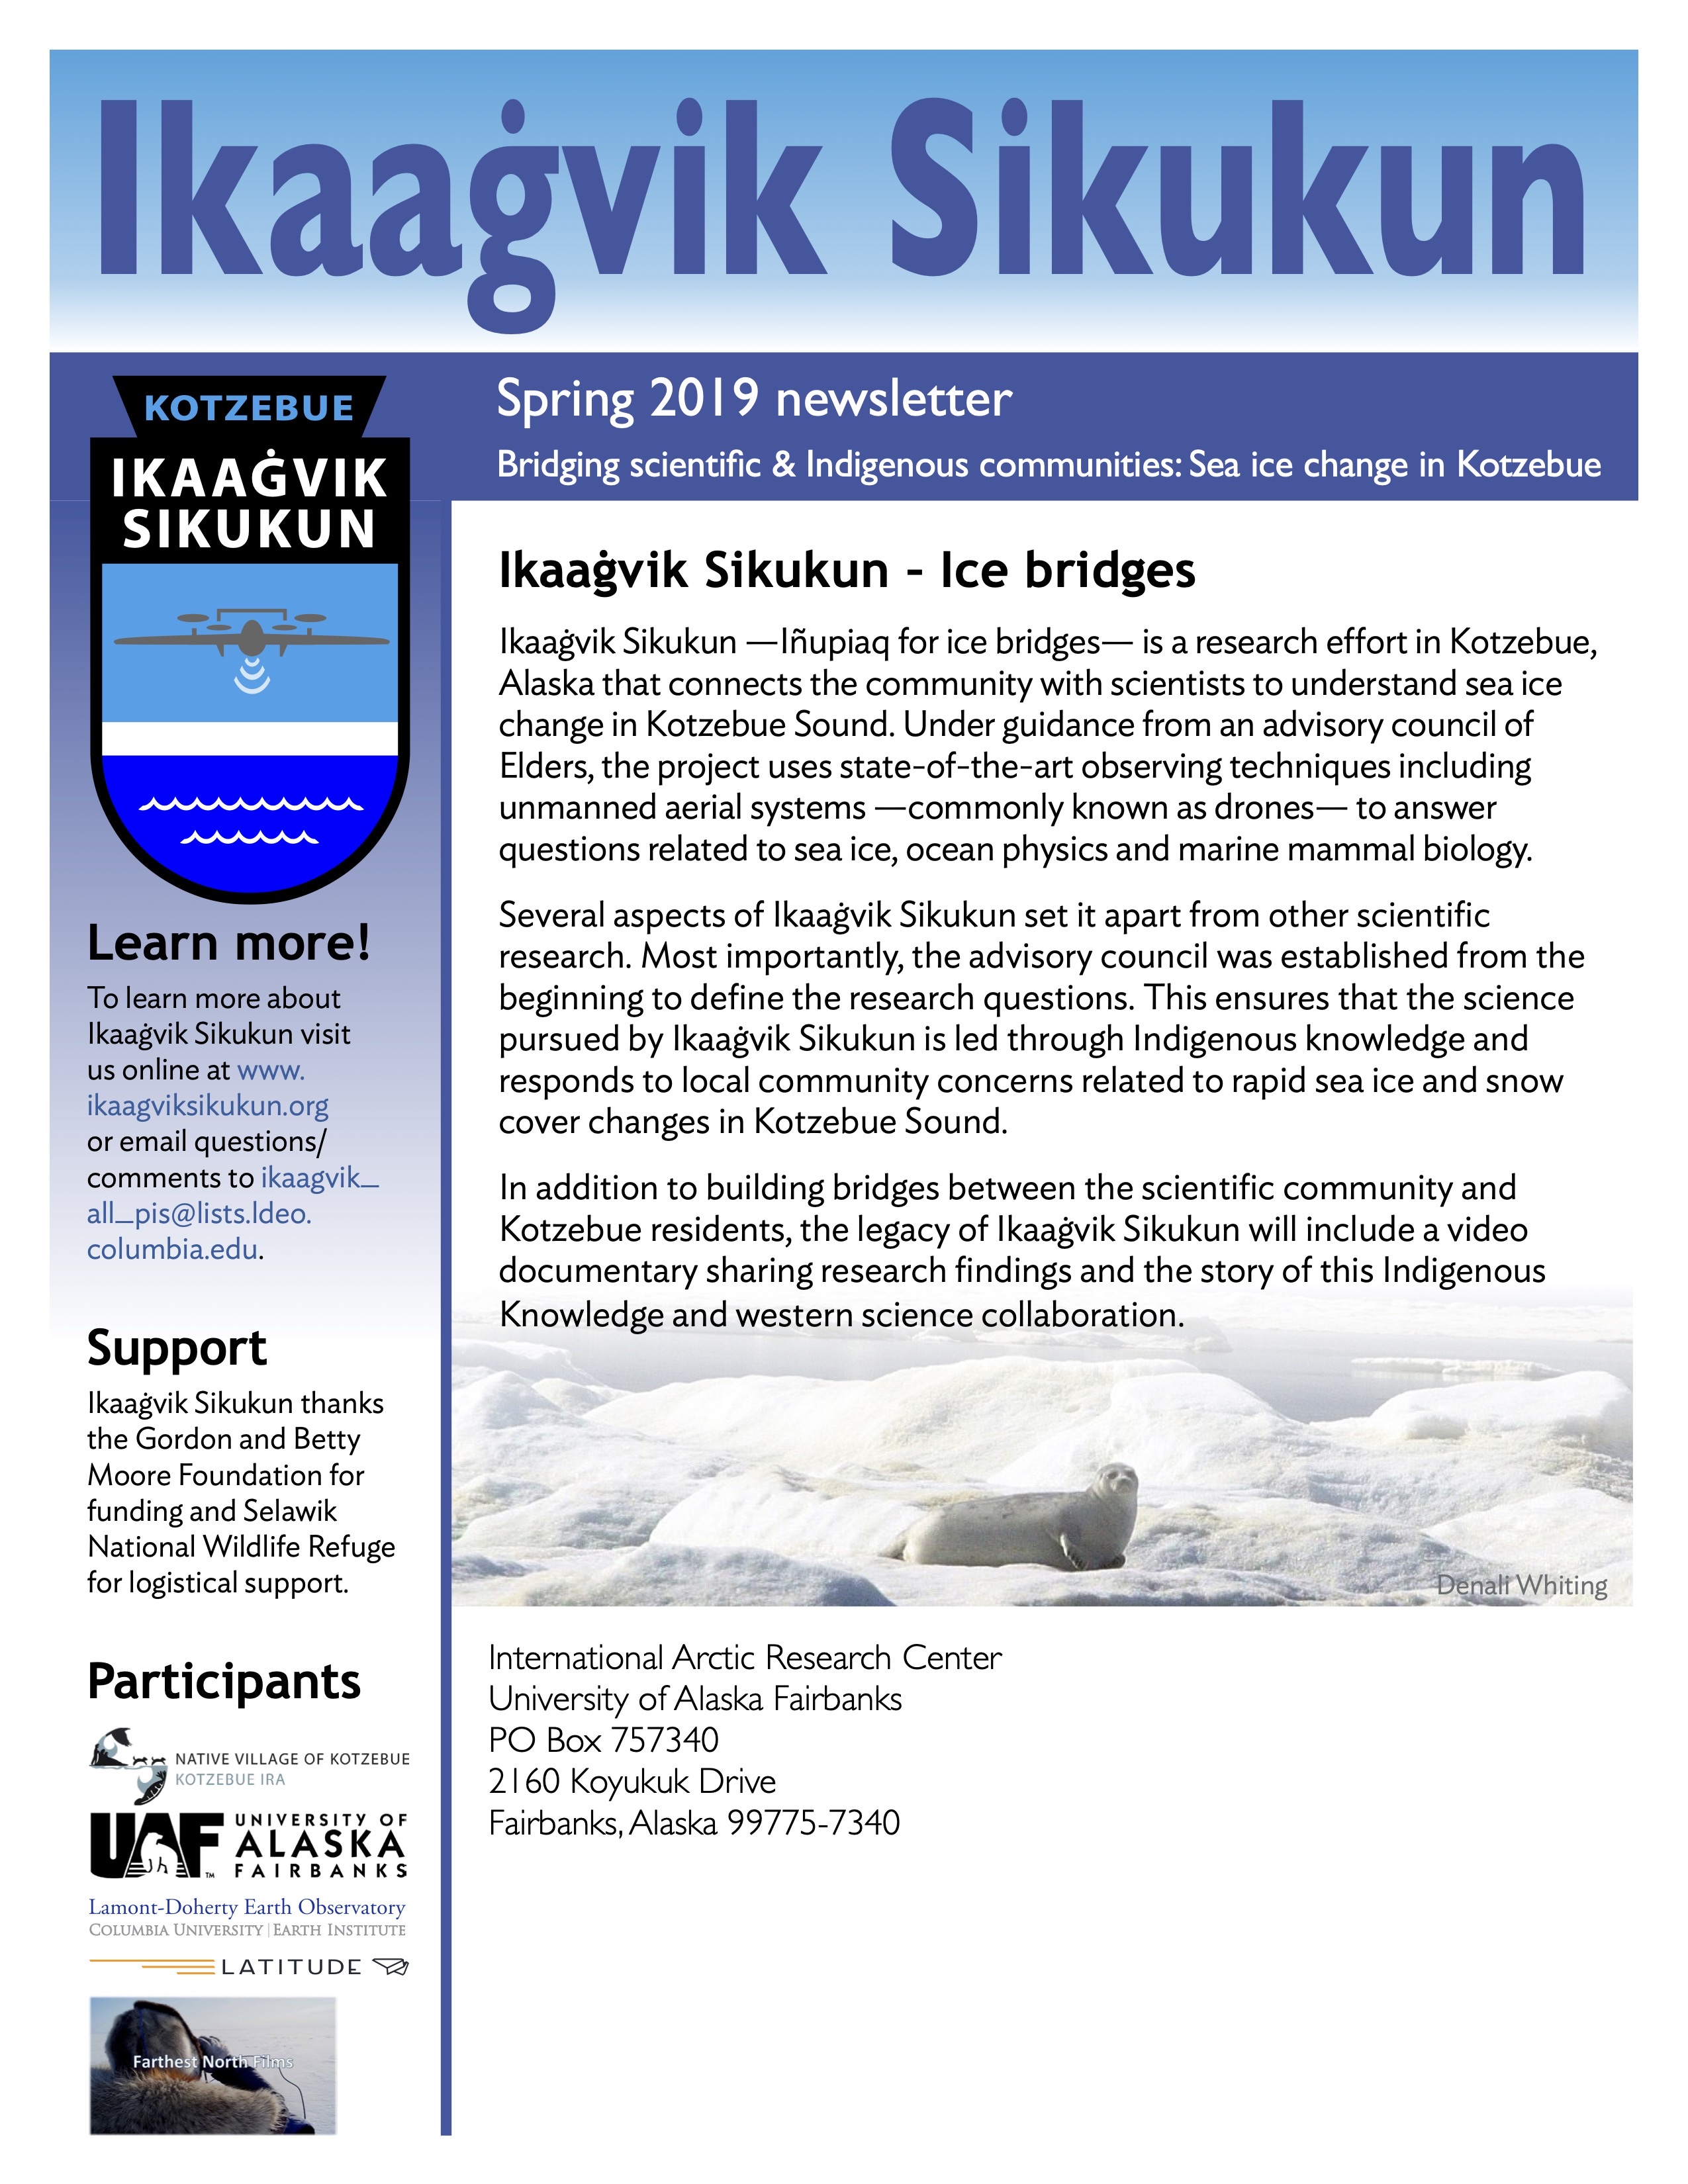 Ikaaġvik Sikukun
Spring 2019 newsletter
Bridging scientific & Indigenous communities: Sea ice change in Kotzebue
KOTZEBUE
IKAAĠVIK
SIKUKUN
Learn more!
To learn more about
Ikaaġvik Sikukun visit
us online at www.
ikaagviksikukun.org
or email questions/
comments to ikaagvik_
all_pis@lists.ldeo.
columbia.edu.
Support
Ikaaġvik Sikukun thanks
the Gordon and Betty
Moore Foundation for
funding and Selawik
National Wildlife Refuge
for logistical support.
Participants
NATIVE VILLAGE OF KOTZEBUE
KOTZEBUE IRA
UAF
™
UNIVERSITY OF
ALASKA
FAIRBANKS
Lamont-Doherty Earth Observatory
COLUMBIA UNIVERSITY | EARTH INSTITUTE
LATITUDE
Farthest North Films
Ikaaġvik Sikukun - Ice bridges
Ikaaġvik Sikukun —Iñupiaq for ice bridges— is a research effort in Kotzebue,
Alaska that connects the community with scientists to understand sea ice
change in Kotzebue Sound. Under guidance from an advisory council of
Elders, the project uses state-of-the-art observing techniques including
unmanned aerial systems —commonly known as drones— to answer
questions related to sea ice, ocean physics and marine mammal biology.
Several aspects of Ikaaġvik Sikukun set it apart from other scientific
research. Most importantly, the advisory council was established from the
beginning to define the research questions. This ensures that the science
pursued by Ikaaġvik Sikukun is led through Indigenous knowledge and
responds to local community concerns related to rapid sea ice and snow
cover changes in Kotzebue Sound.
In addition to building bridges between the scientific community and
Kotzebue residents, the legacy of Ikaaġvik Sikukun will include a video
documentary sharing research findings and the story of this Indigenous
Knowledge and western science collaboration.
Denali Whiting
International Arctic Research Center
University of Alaska Fairbanks
PO Box 757340
2160 Koyukuk Drive
Fairbanks, Alaska 99775-7340